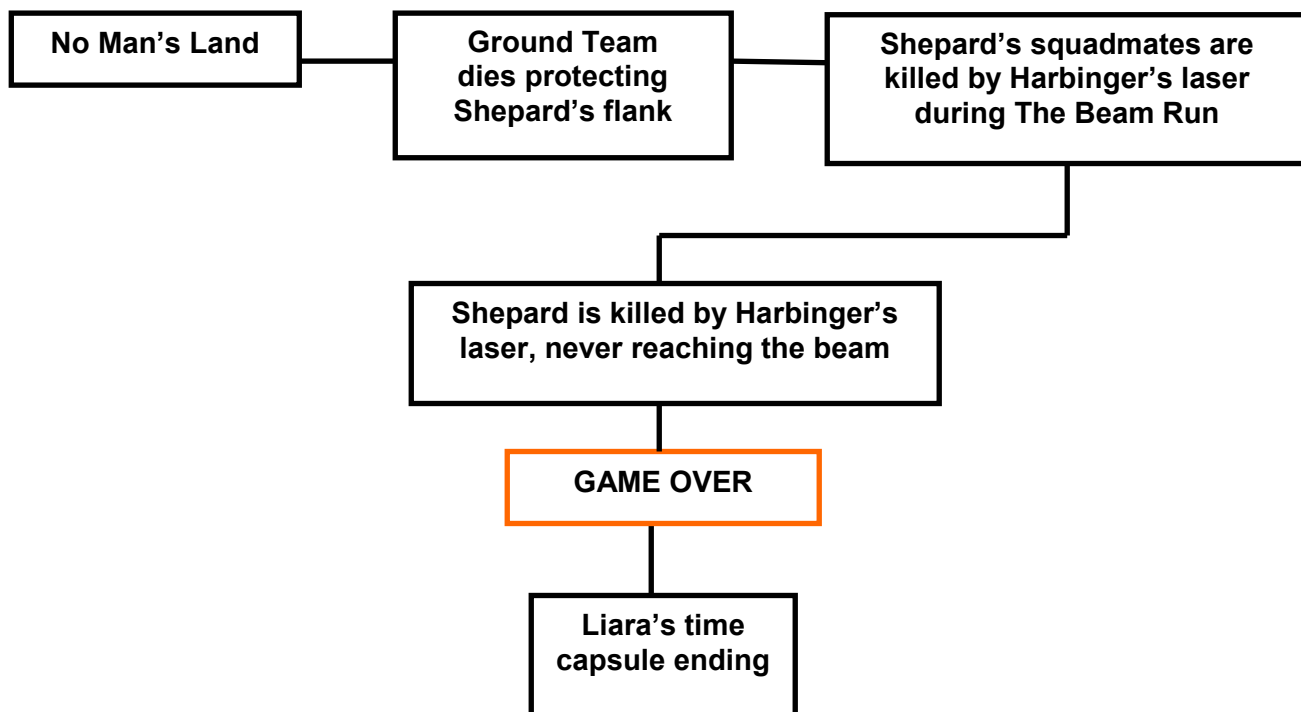 No Man’s Land
Ground Team
dies protecting
Shepard’s flank
Shepard’s squadmates are
killed by Harbinger’s laser
during The Beam Run
Shepard is killed by Harbinger’s
laser, never reaching the beam
GAME OVER
Liara’s time
capsule ending